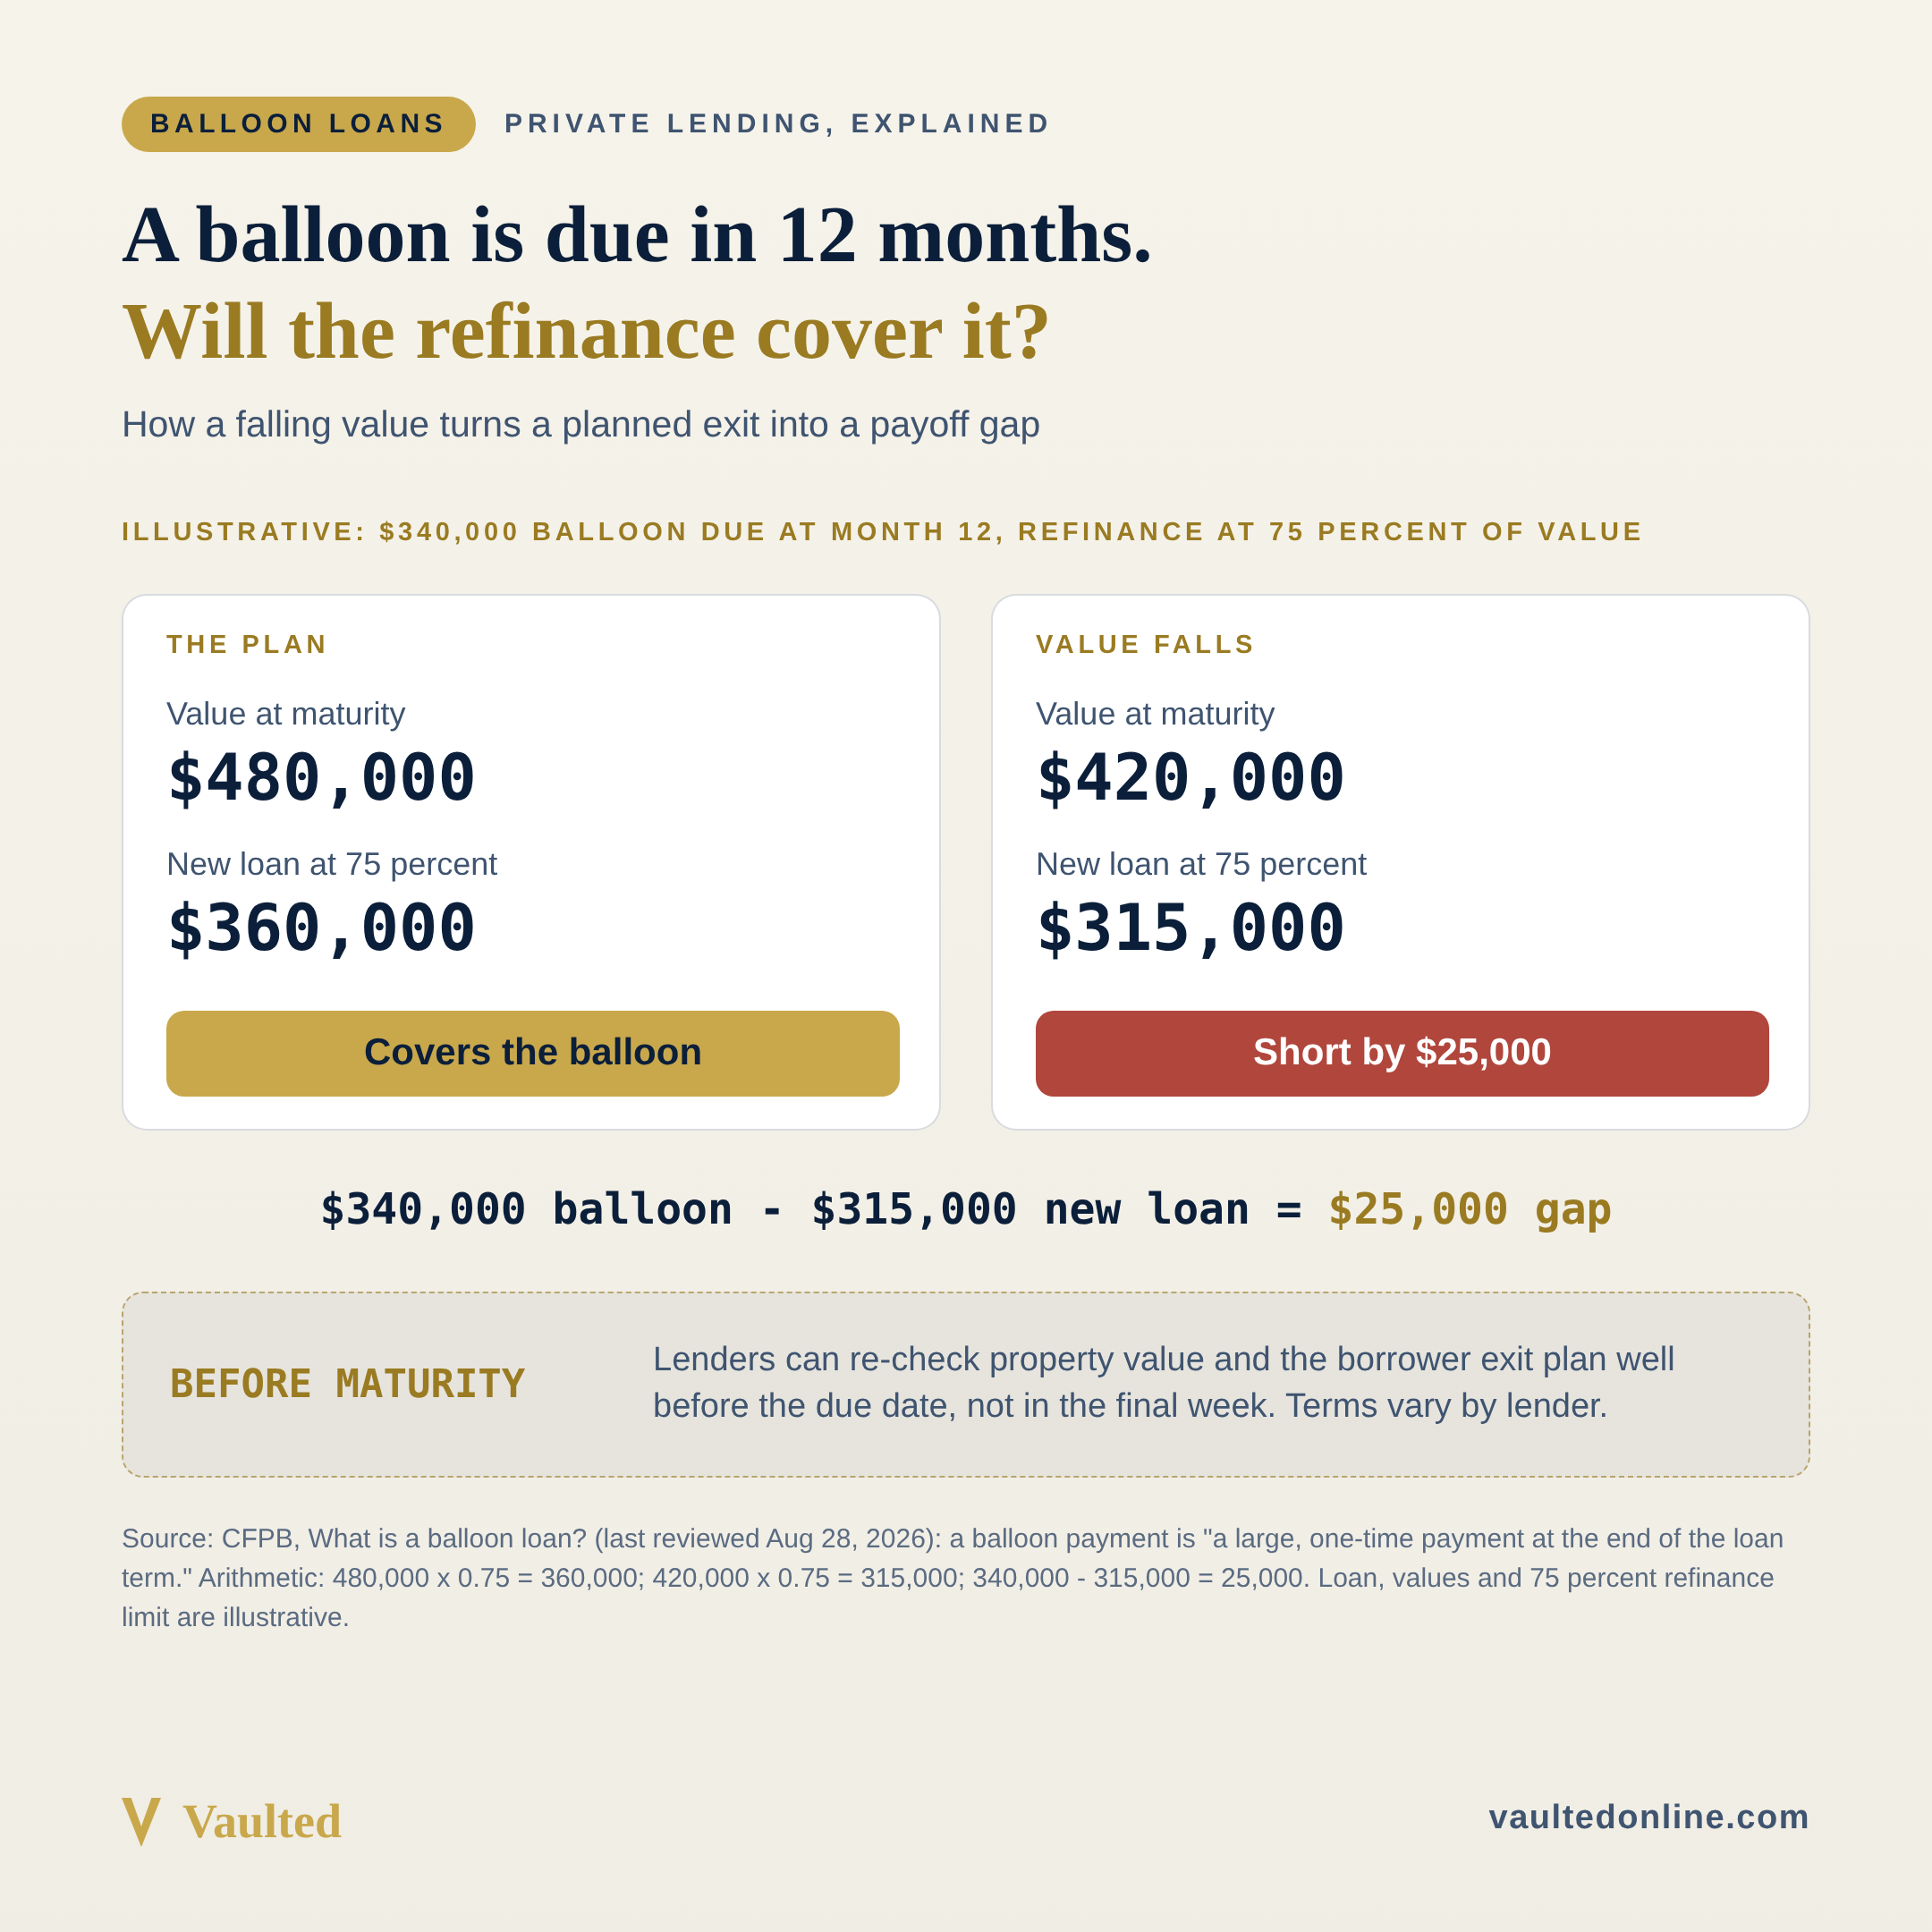 BALLOON LOANS
PRIVATE LENDING, EXPLAINED
A balloon is due in 12 months.
Will the refinance cover it?
How a falling value turns a planned exit into a payoff gap
ILLUSTRATIVE: $340,000 BALLOON DUE AT MONTH 12, REFINANCE AT 75 PERCENT OF VALUE
THE PLAN
Value at maturity
$480,000
New loan at 75 percent
$360,000
Covers the balloon
VALUE FALLS
Value at maturity
$420,000
New loan at 75 percent
$315,000
Short by $25,000
$340,000 balloon - $315,000 new loan = $25,000 gap
BEFORE MATURITY
Lenders can re-check property value and the borrower exit plan well
before the due date, not in the final week. Terms vary by lender.
Source: CFPB, What is a balloon loan? (last reviewed Aug 28, 2026): a balloon payment is "a large, one-time payment at the end of the loan
term." Arithmetic: 480,000 x 0.75 = 360,000; 420,000 x 0.75 = 315,000; 340,000 - 315,000 = 25,000. Loan, values and 75 percent refinance
limit are illustrative.
Vaulted
vaultedonline.com